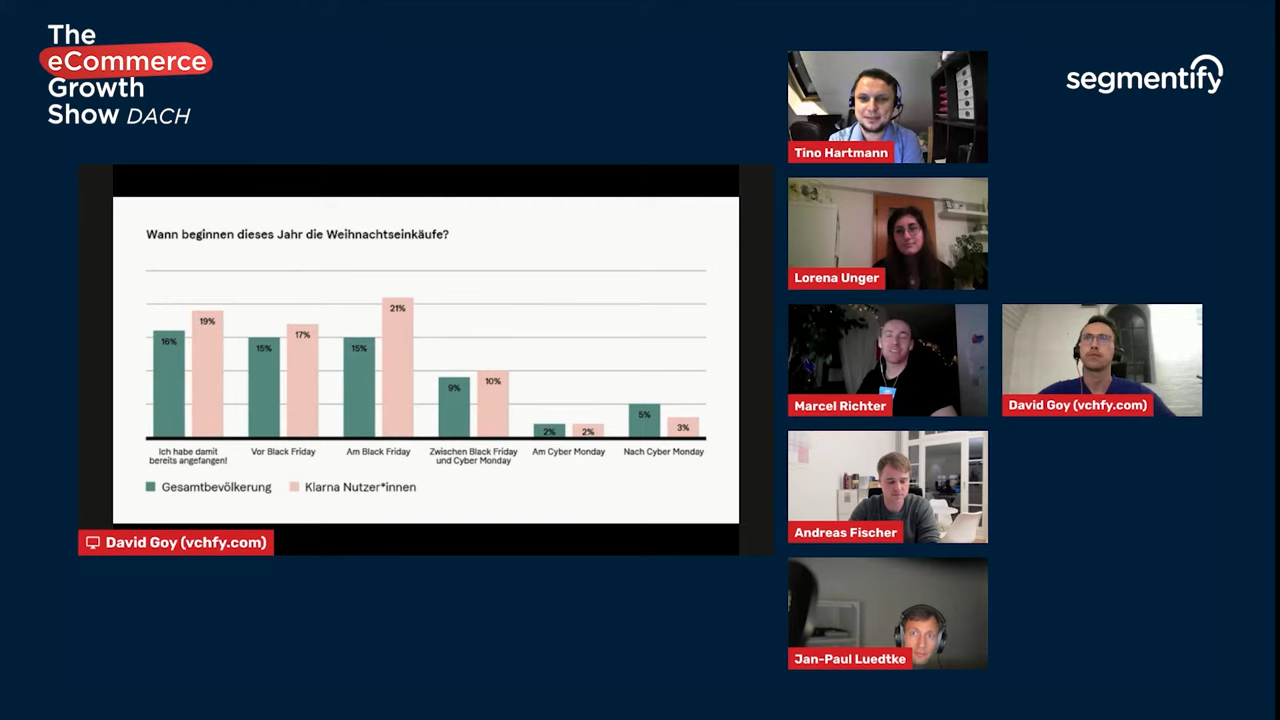 The
eCommerce
Growth
Show DACH
segmentify
Wann beginnen dieses Jahr die Weihnachtseinkäufe?
16%
19%
15%
17%
15%
21%
9%
10%
2%
2%
5%
3%
Ich habe damit
bereits angefangen!
Vor Black Friday
Am Black Friday
Zwischen Black Friday
und Cyber Monday
Am Cyber Monday
Nach Cyber Monday
Gesamtbevölkerung
Klarna Nutzer*innen
David Goy (vchfy.com)
Tino Hartmann
Lorena Unger
Marcel Richter
David Goy (vchfy.com)
Andreas Fischer
Jan-Paul Luedtke